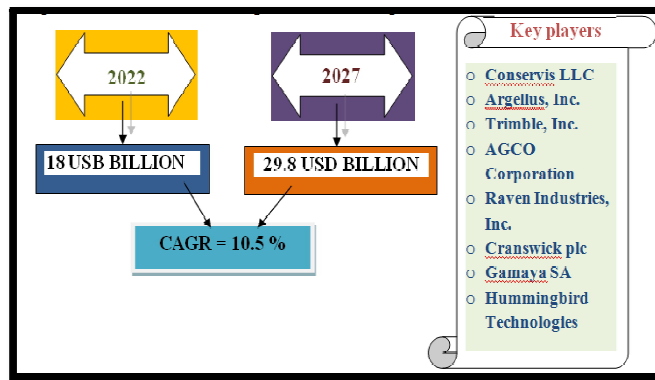 2022
2027
18 USB BILLION
29.8 USD BILLION
CAGR = 10.5 %
Key players
o Conservis LLC
o Argellus, Inc.
o Trimble, Inc.
o AGCO
Corporation
o Raven Industries,
Inc.
o Cranswick plc
o Gamaya SA
o Hummingbird
Technologies